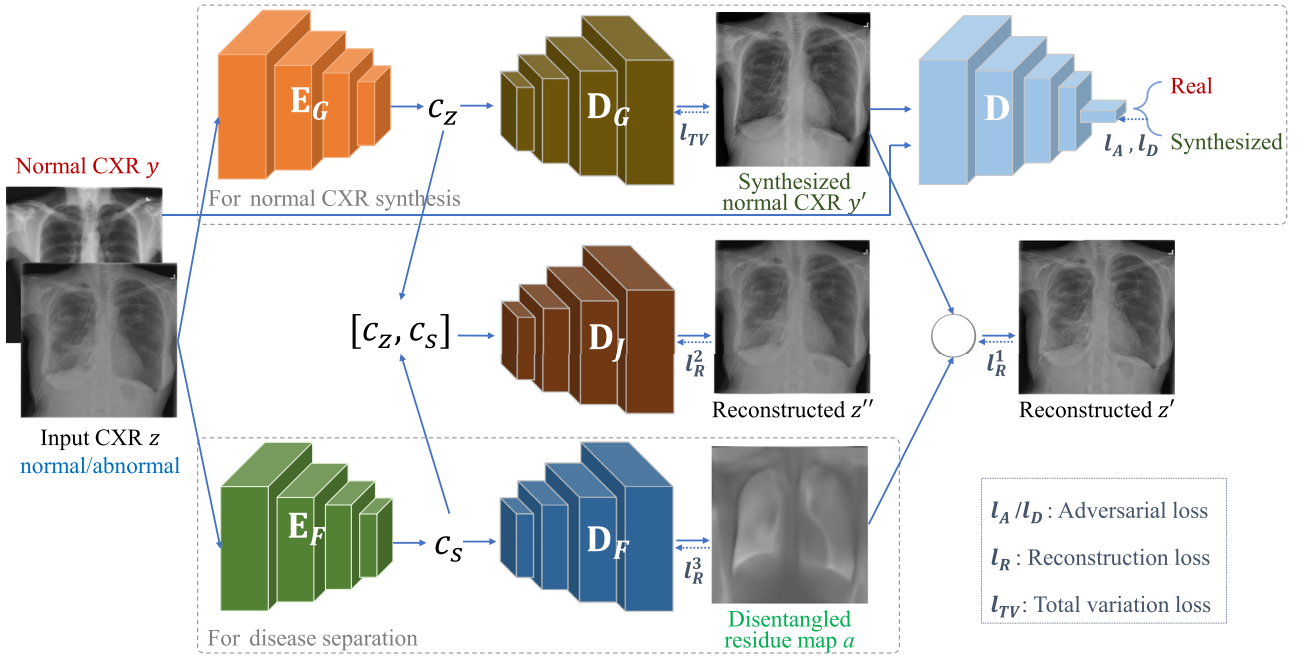 E_G
c_z
D_G
l_TV
D
Real
l_A , l_D
Synthesized
Normal CXR y
For normal CXR synthesis
Synthesized
normal CXR y′
[c_z, c_s]
D_J
l_R^2
l_R^1
Input CXR z
normal/abnormal
Reconstructed z′′
Reconstructed z′
E_F
c_s
D_F
l_R^3
For disease separation
Disentangled
residue map a
l_A /l_D : Adversarial loss
l_R : Reconstruction loss
l_TV: Total variation loss